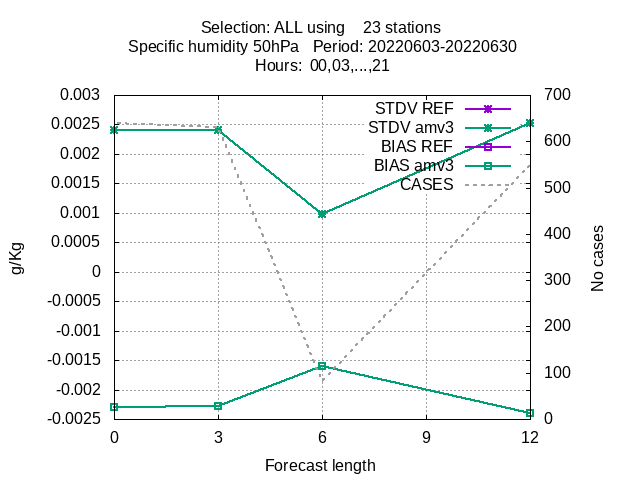 Selection: ALL using    23 stations
Specific humidity 50hPa   Period: 20220603-20220630
Hours:  00,03,...,21
STDV REF
STDV amv3
BIAS REF
BIAS amv3
CASES
0.003
0.0025
0.002
0.0015
0.001
0.0005
0
-0.0005
-0.001
-0.0015
-0.002
-0.0025
g/Kg
700
600
500
400
300
200
100
0
No cases
0 3 6 9 12
Forecast length